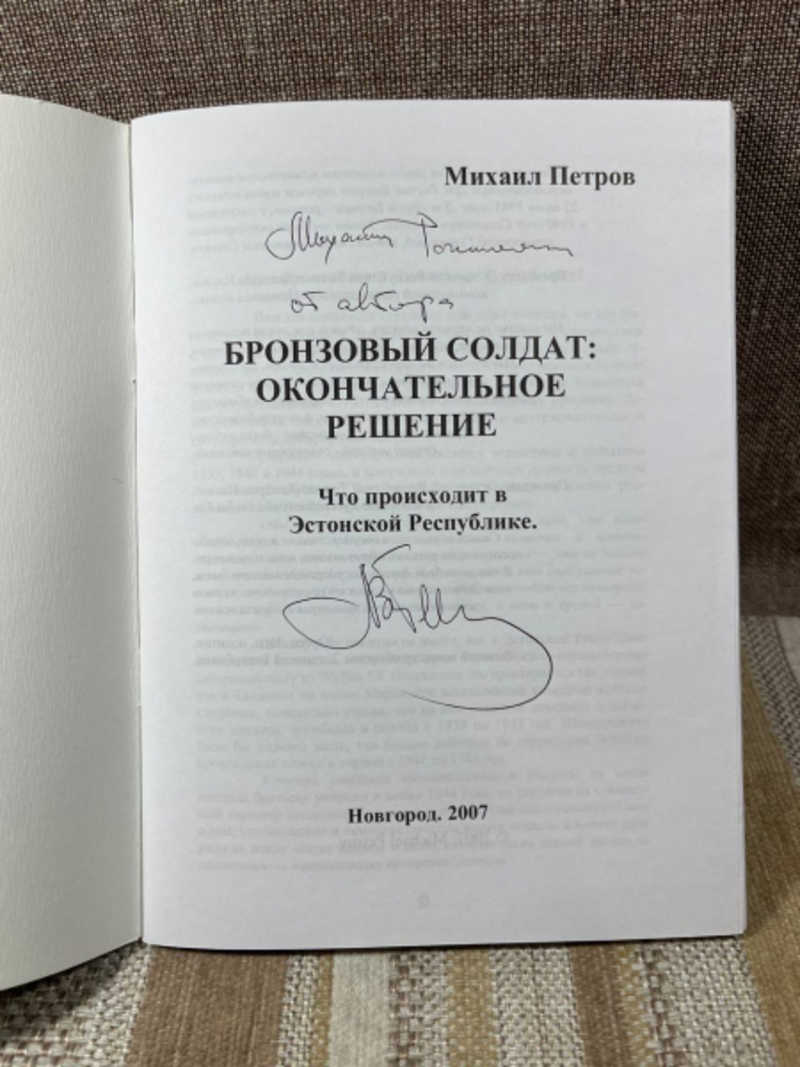 Михаил Петров
от автора
БРОНЗОВЫЙ СОЛДАТ:
ОКОНЧАТЕЛЬНОЕ
РЕШЕНИЕ
Что происходит в
Эстонской Республике.
Новгород. 2007